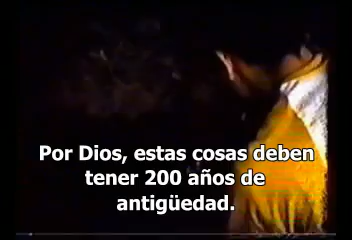 Por Dios, estas cosas deben
tener 200 años de
antigüedad.